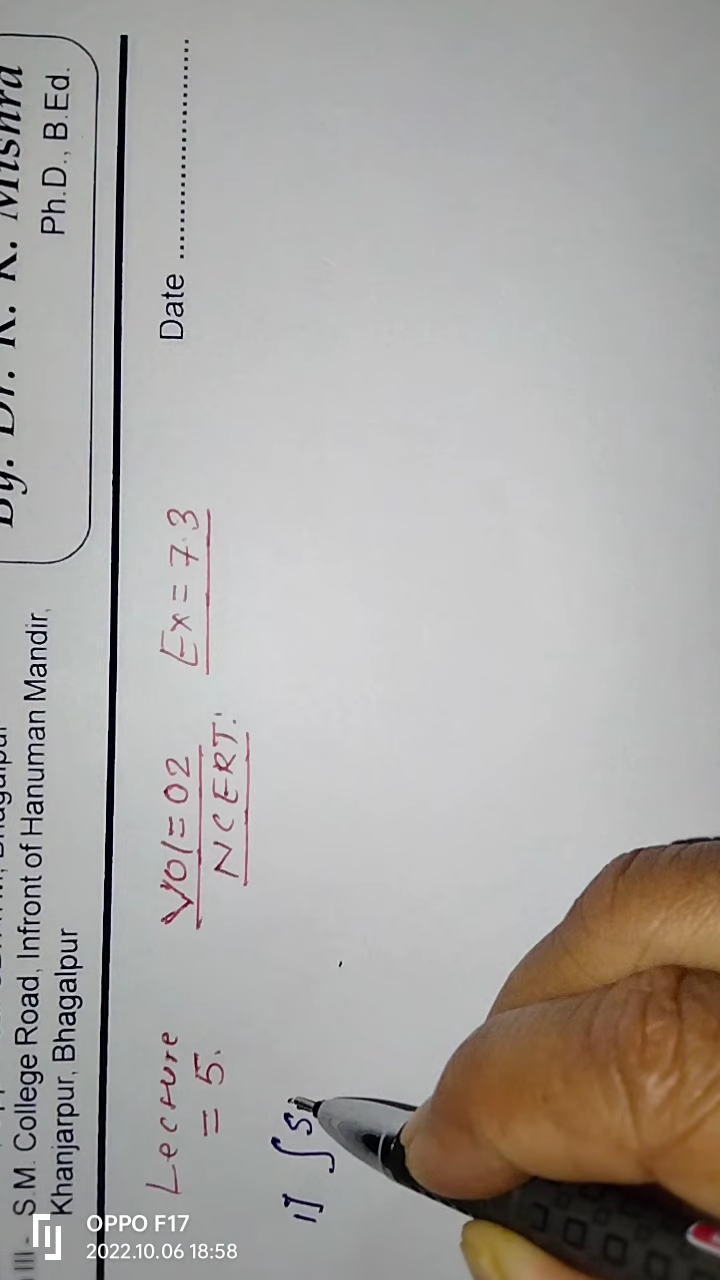 By. Dr. K. K. Mishra
Ph.D., B.Ed.
S.M. College Road, Infront of Hanuman Mandir,
Khanjarpur, Bhagalpur
Date ........................
Lecture = 5.
Vol = 02
NCERT.
Ex = 7.3
1) ∫ s
OPPO F17
2022.10.06 18:58